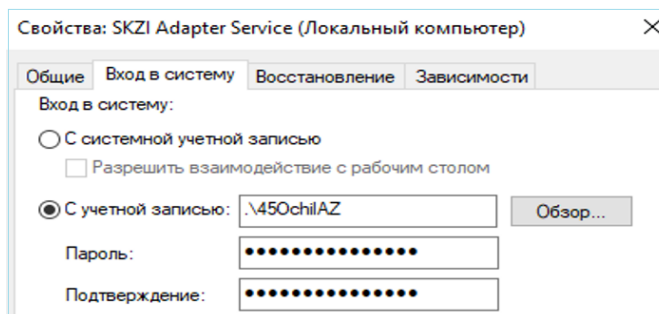 Свойства: SKZI Adapter Service (Локальный компьютер)
Общие Вход в систему Восстановление Зависимости
Вход в систему:
С системной учетной записью
Разрешить взаимодействие с рабочим столом
С учетной записью: .\45OchilAZ Обзор...
Пароль: ●●●●●●●●●●●●●●●
Подтверждение: ●●●●●●●●●●●●●●●